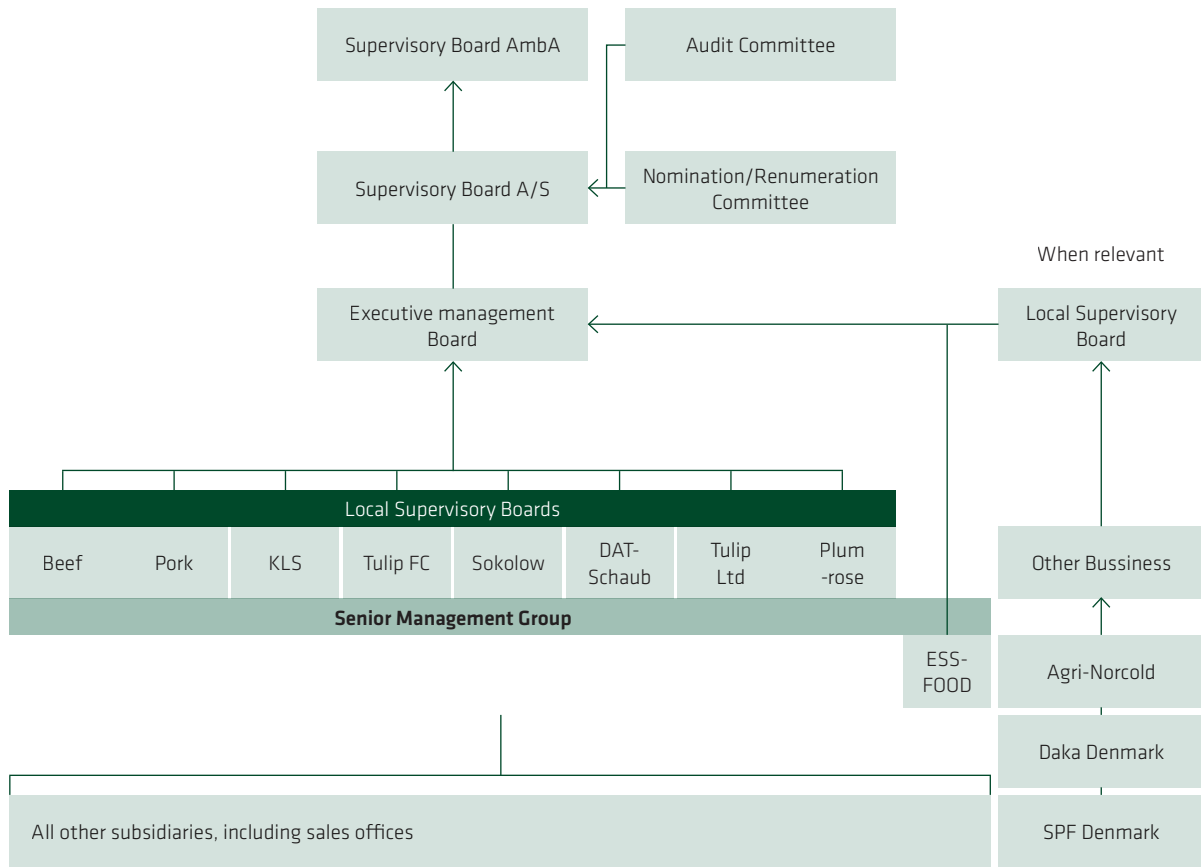 Supervisory Board AmbA
Audit Committee
Supervisory Board A/S
Nomination/Renumeration
Committee
When relevant
Executive management
Board
Local Supervisory
Board
Local Supervisory Boards
Beef
Pork
KLS
Tulip FC
Sokolow
DAT-
Schaub
Tulip
Ltd
Plum
-rose
Other Bussiness
Senior Management Group
ESS-
FOOD
Agri-Norcold
Daka Denmark
All other subsidiaries, including sales offices
SPF Denmark